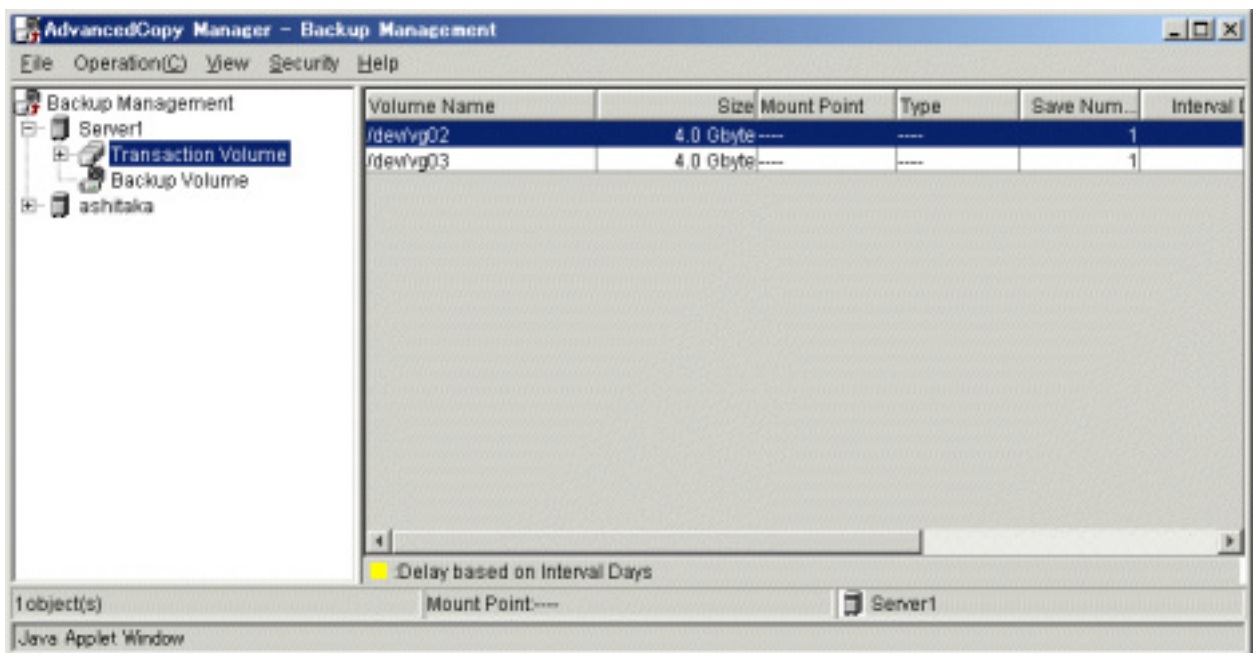 AdvancedCopy Manager - Backup Management
File Operation(C) View Security Help
Backup Management
Server1
Transaction Volume
Backup Volume
ashitaka
Volume Name Size Mount Point Type Save Num... Interval D
/dev/vg02 4.0 Gbyte ---- ---- 1
/dev/vg03 4.0 Gbyte ---- ---- 1
:Delay based on Interval Days
1 object(s) Mount Point:---- Server1
Java Applet Window